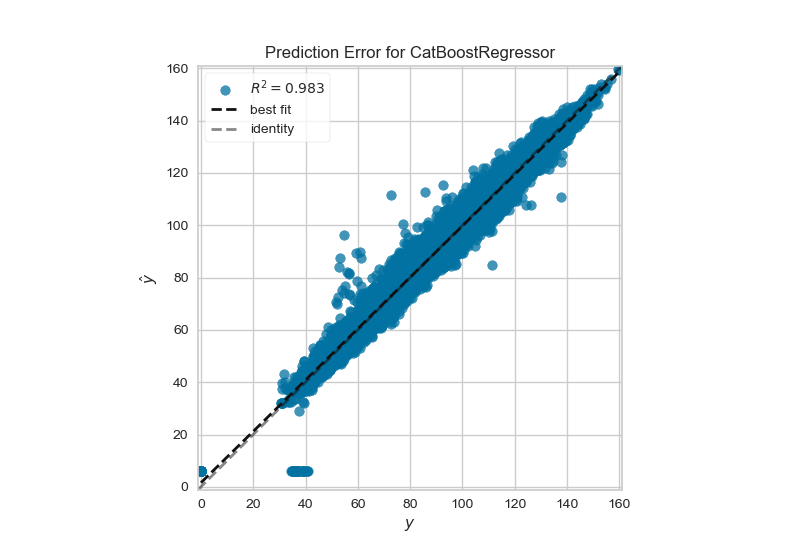 Prediction Error for CatBoostRegressor
160
140
120
100
80
60
40
20
0
ŷ
R² = 0.983
best fit
identity
0 20 40 60 80 100 120 140 160
y